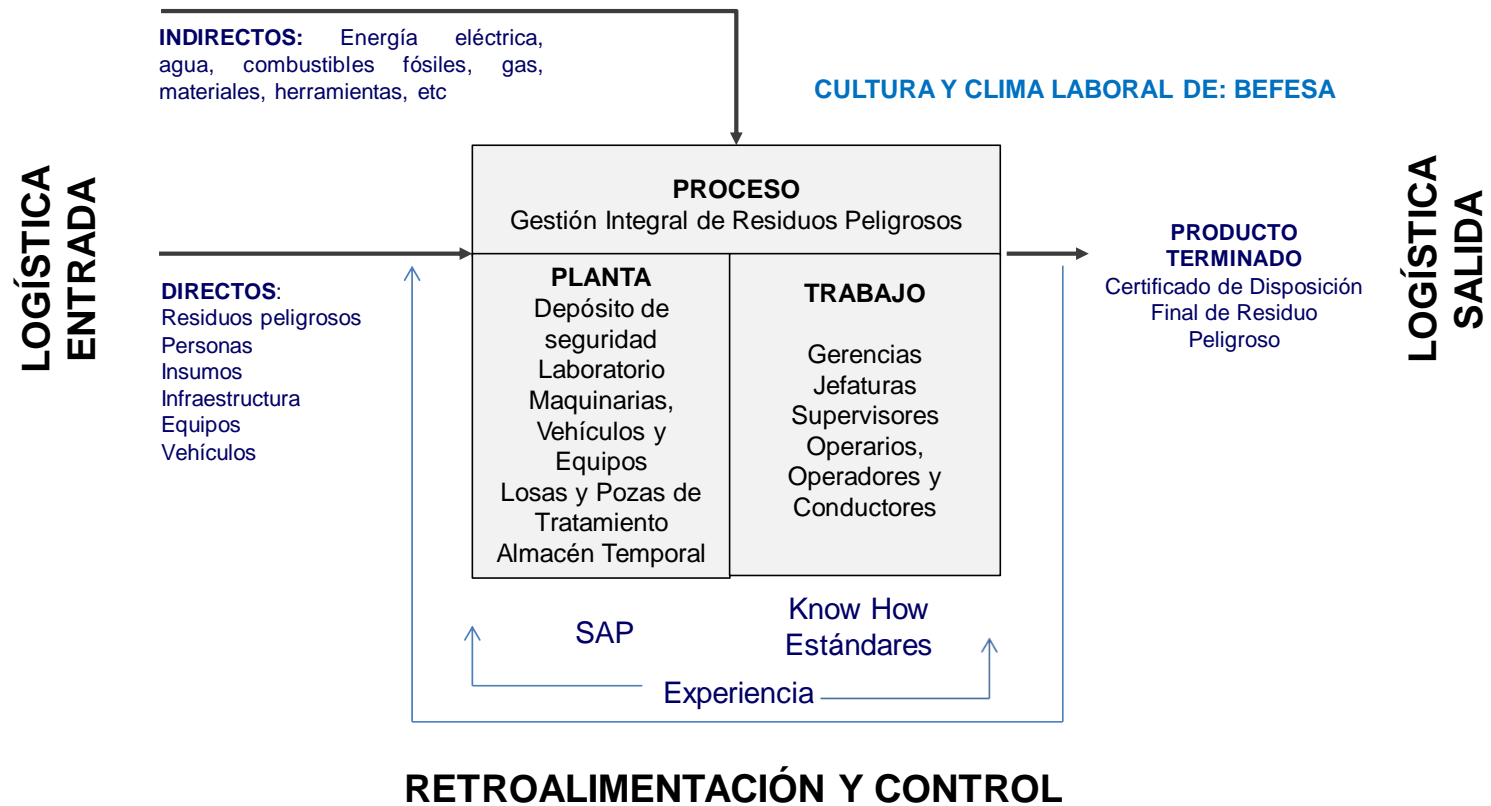 INDIRECTOS: Energía eléctrica,
agua, combustibles fósiles, gas,
materiales, herramientas, etc
CULTURA Y CLIMA LABORAL DE: BEFESA
LOGÍSTICA
ENTRADA
PROCESO
Gestión Integral de Residuos Peligrosos
DIRECTOS:
Residuos peligrosos
Personas
Insumos
Infraestructura
Equipos
Vehículos
PLANTA
Depósito de
seguridad
Laboratorio
Maquinarias,
Vehículos y
Equipos
Losas y Pozas de
Tratamiento
Almacén Temporal
TRABAJO
Gerencias
Jefaturas
Supervisores
Operarios,
Operadores y
Conductores
PRODUCTO
TERMINADO
Certificado de Disposición
Final de Residuo
Peligroso
LOGÍSTICA
SALIDA
SAP
Know How
Estándares
Experiencia
RETROALIMENTACIÓN Y CONTROL